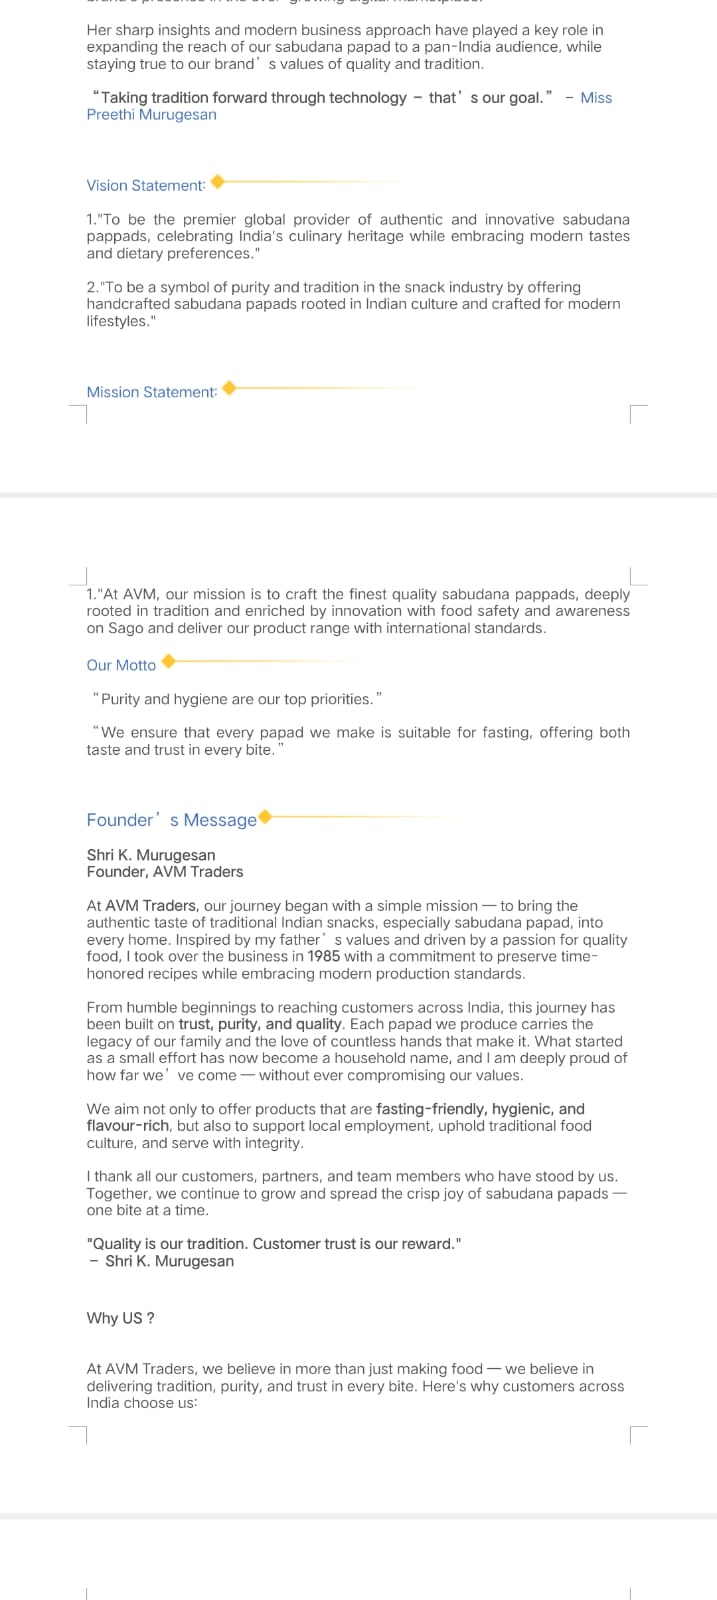 Her sharp insights and modern business approach have played a key role in
expanding the reach of our sabudana papad to a pan-India audience, while
staying true to our brand’s values of quality and tradition.
“Taking tradition forward through technology – that’s our goal.” – Miss
Preethi Murugesan
Vision Statement:
1."To be the premier global provider of authentic and innovative sabudana
pappads, celebrating India's culinary heritage while embracing modern tastes
and dietary preferences."
2."To be a symbol of purity and tradition in the snack industry by offering
handcrafted sabudana papads rooted in Indian culture and crafted for modern
lifestyles."
Mission Statement:
1."At AVM, our mission is to craft the finest quality sabudana pappads, deeply
rooted in tradition and enriched by innovation with food safety and awareness
on Sago and deliver our product range with international standards.
Our Motto
“Purity and hygiene are our top priorities.”
“We ensure that every papad we make is suitable for fasting, offering both
taste and trust in every bite.”
Founder’s Message
Shri K. Murugesan
Founder, AVM Traders
At AVM Traders, our journey began with a simple mission — to bring the
authentic taste of traditional Indian snacks, especially sabudana papad, into
every home. Inspired by my father’s values and driven by a passion for quality
food, I took over the business in 1985 with a commitment to preserve time-
honored recipes while embracing modern production standards.
From humble beginnings to reaching customers across India, this journey has
been built on trust, purity, and quality. Each papad we produce carries the
legacy of our family and the love of countless hands that make it. What started
as a small effort has now become a household name, and I am deeply proud of
how far we’ve come — without ever compromising our values.
We aim not only to offer products that are fasting-friendly, hygienic, and
flavour-rich, but also to support local employment, uphold traditional food
culture, and serve with integrity.
I thank all our customers, partners, and team members who have stood by us.
Together, we continue to grow and spread the crisp joy of sabudana papads —
one bite at a time.
"Quality is our tradition. Customer trust is our reward."
– Shri K. Murugesan
Why US ?
At AVM Traders, we believe in more than just making food — we believe in
delivering tradition, purity, and trust in every bite. Here's why customers across
India choose us: